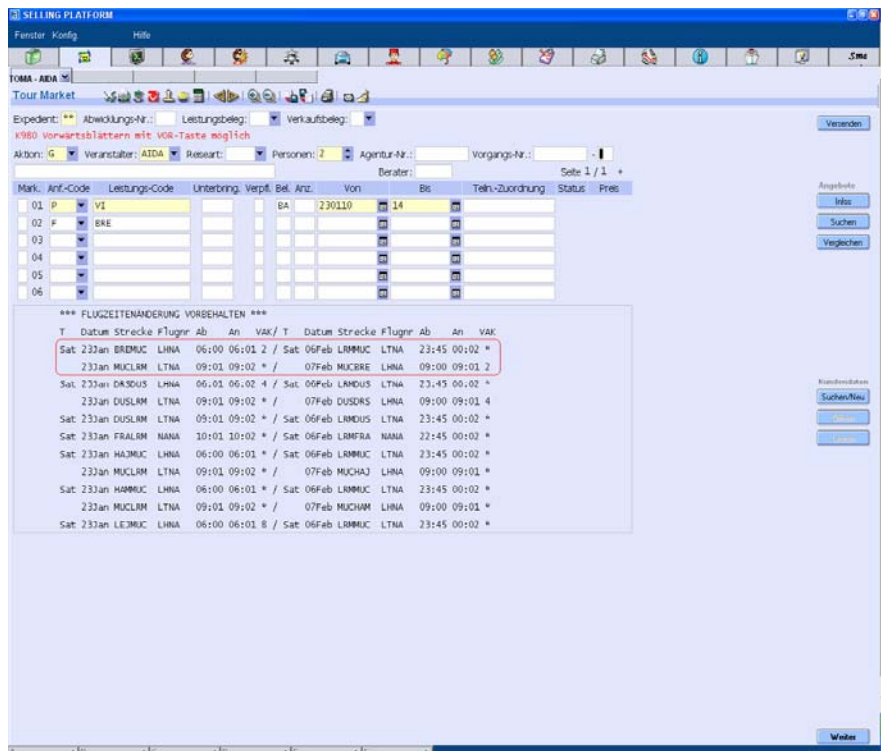 SELLING PLATFORM
Fenster Konfig. Hilfe
Sme
TOMA - AIDA
Tour Market
Expedient: ** Abwicklungs-Nr.: Leistungsbeleg: Verkaufsbeleg:
Versenden
K980 Vorwärtsblättern mit VOR-Taste möglich
Aktion: G Veranstalter: AIDA Reiseart: Personen: 2 Agentur-Nr.: Vorgangs-Nr.: -
Berater: Seite 1 / 1 +
Mark. Anf.-Code Leistungs-Code Unterbring. Verpfl. Bel. Anz. Von Bis Teiln.-Zuordnung Status Preis
Angebote
01 P VI BA 230110 14
Infos
02 F BRE
Suchen
03
Vergleichen
04
05
06
*** FLUGZEITENÄNDERUNG VORBEHALTEN ***
T Datum Strecke Flugnr Ab An VAK/ T Datum Strecke Flugnr Ab An VAK
Sat 23Jan BREMUC LHNA 06:00 06:01 2 / Sat 06Feb LRMMUC LTNA 23:45 00:02 *
23Jan MUCLRM LTNA 09:01 09:02 * / 07Feb MUCBRE LHNA 09:00 09:01 2
Sat 23Jan DRSDUS LHNA 06.01 06.02 4 / Sat 06Feb LRMDUS LTNA 23.45 00.02 *
Kundendaten
23Jan DUSLRM LTNA 09:01 09:02 * / 07Feb DUSDRS LHNA 09:00 09:01 4
Suchen/Neu
Sat 23Jan DUSLRM LTNA 09:01 09:02 * / Sat 06Feb LRMDUS LTNA 23:45 00:02 *
Sat 23Jan FRALRM NANA 10:01 10:02 * / Sat 06Feb LRMFRA NANA 22:45 00:02 *
Sat 23Jan HAJMUC LHNA 06:00 06:01 * / Sat 06Feb LRMMUC LTNA 23:45 00:02 *
23Jan MUCLRM LTNA 09:01 09:02 * / 07Feb MUCHAJ LHNA 09:00 09:01 *
Sat 23Jan HAMMUC LHNA 06:00 06:01 * / Sat 06Feb LRMMUC LTNA 23:45 00:02 *
23Jan MUCLRM LTNA 09:01 09:02 * / 07Feb MUCHAM LHNA 09:00 09:01 *
Sat 23Jan LEJMUC LHNA 06:00 06:01 8 / Sat 06Feb LRMMUC LTNA 23:45 00:02 *
Weiter